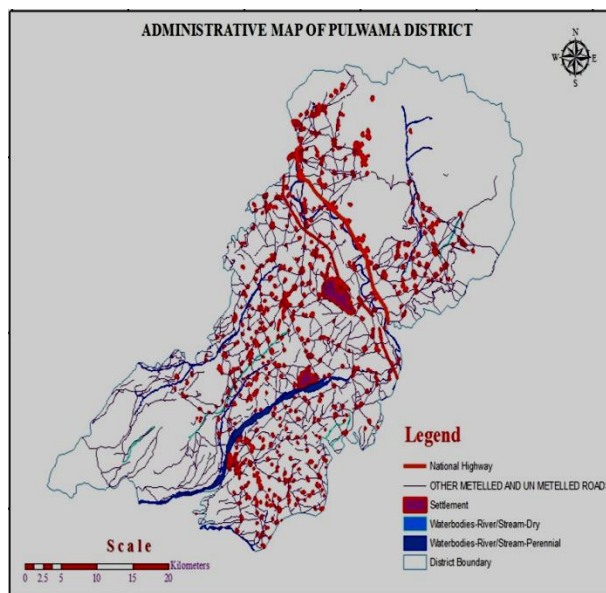 ADMINISTRATIVE MAP OF PULWAMA DISTRICT
N
W E
S
Legend
National Highway
OTHER METELLED AND UN METELLED ROAD
Settlement
Waterbodies-River/Stream-Dry
Waterbodies-River/Stream-Perennial
District Boundary
Scale
Kilometers
0 2.5 5 10 15 20